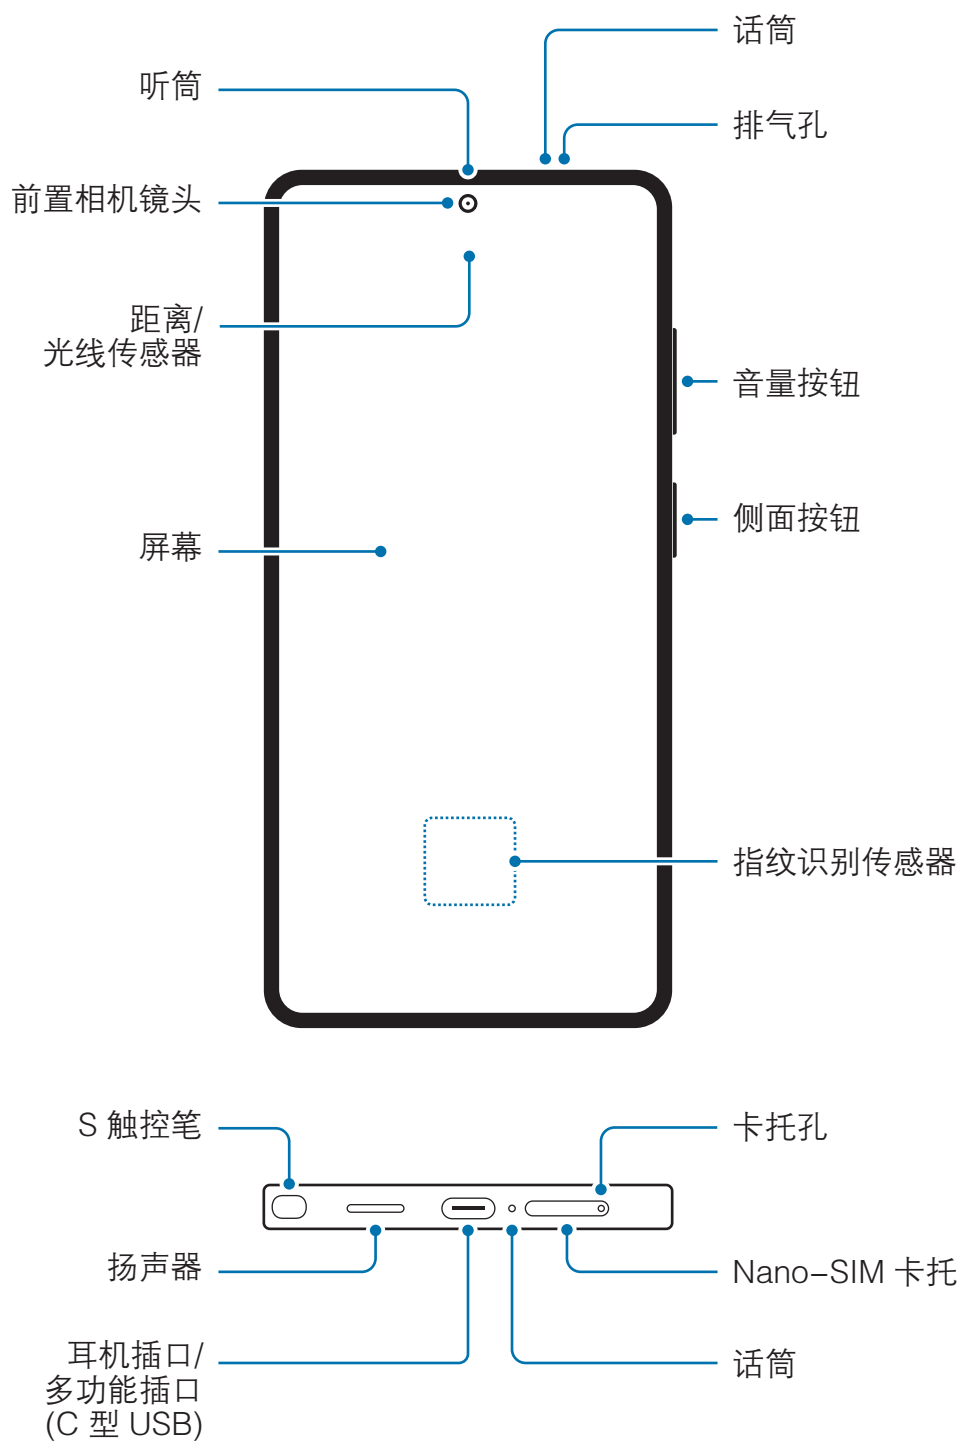 话筒
听筒
排气孔
前置相机镜头
距离/
光线传感器
音量按钮
侧面按钮
屏幕
指纹识别传感器
S 触控笔
卡托孔
扬声器
Nano-SIM 卡托
耳机插口/
多功能插口
(C 型 USB)
话筒